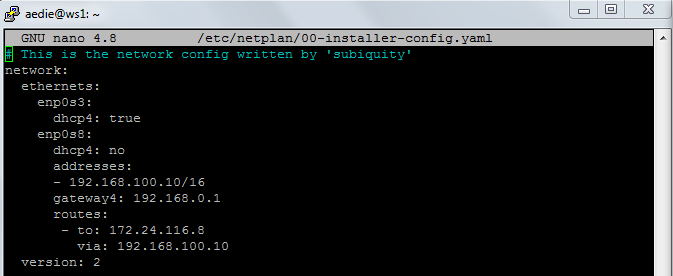 aedie@ws1: ~
GNU nano 4.8 /etc/netplan/00-installer-config.yaml
# This is the network config written by 'subiquity'
network:
  ethernets:
    enp0s3:
      dhcp4: true
    enp0s8:
      dhcp4: no
      addresses:
      - 192.168.100.10/16
      gateway4: 192.168.0.1
      routes:
       - to: 172.24.116.8
         via: 192.168.100.10
  version: 2